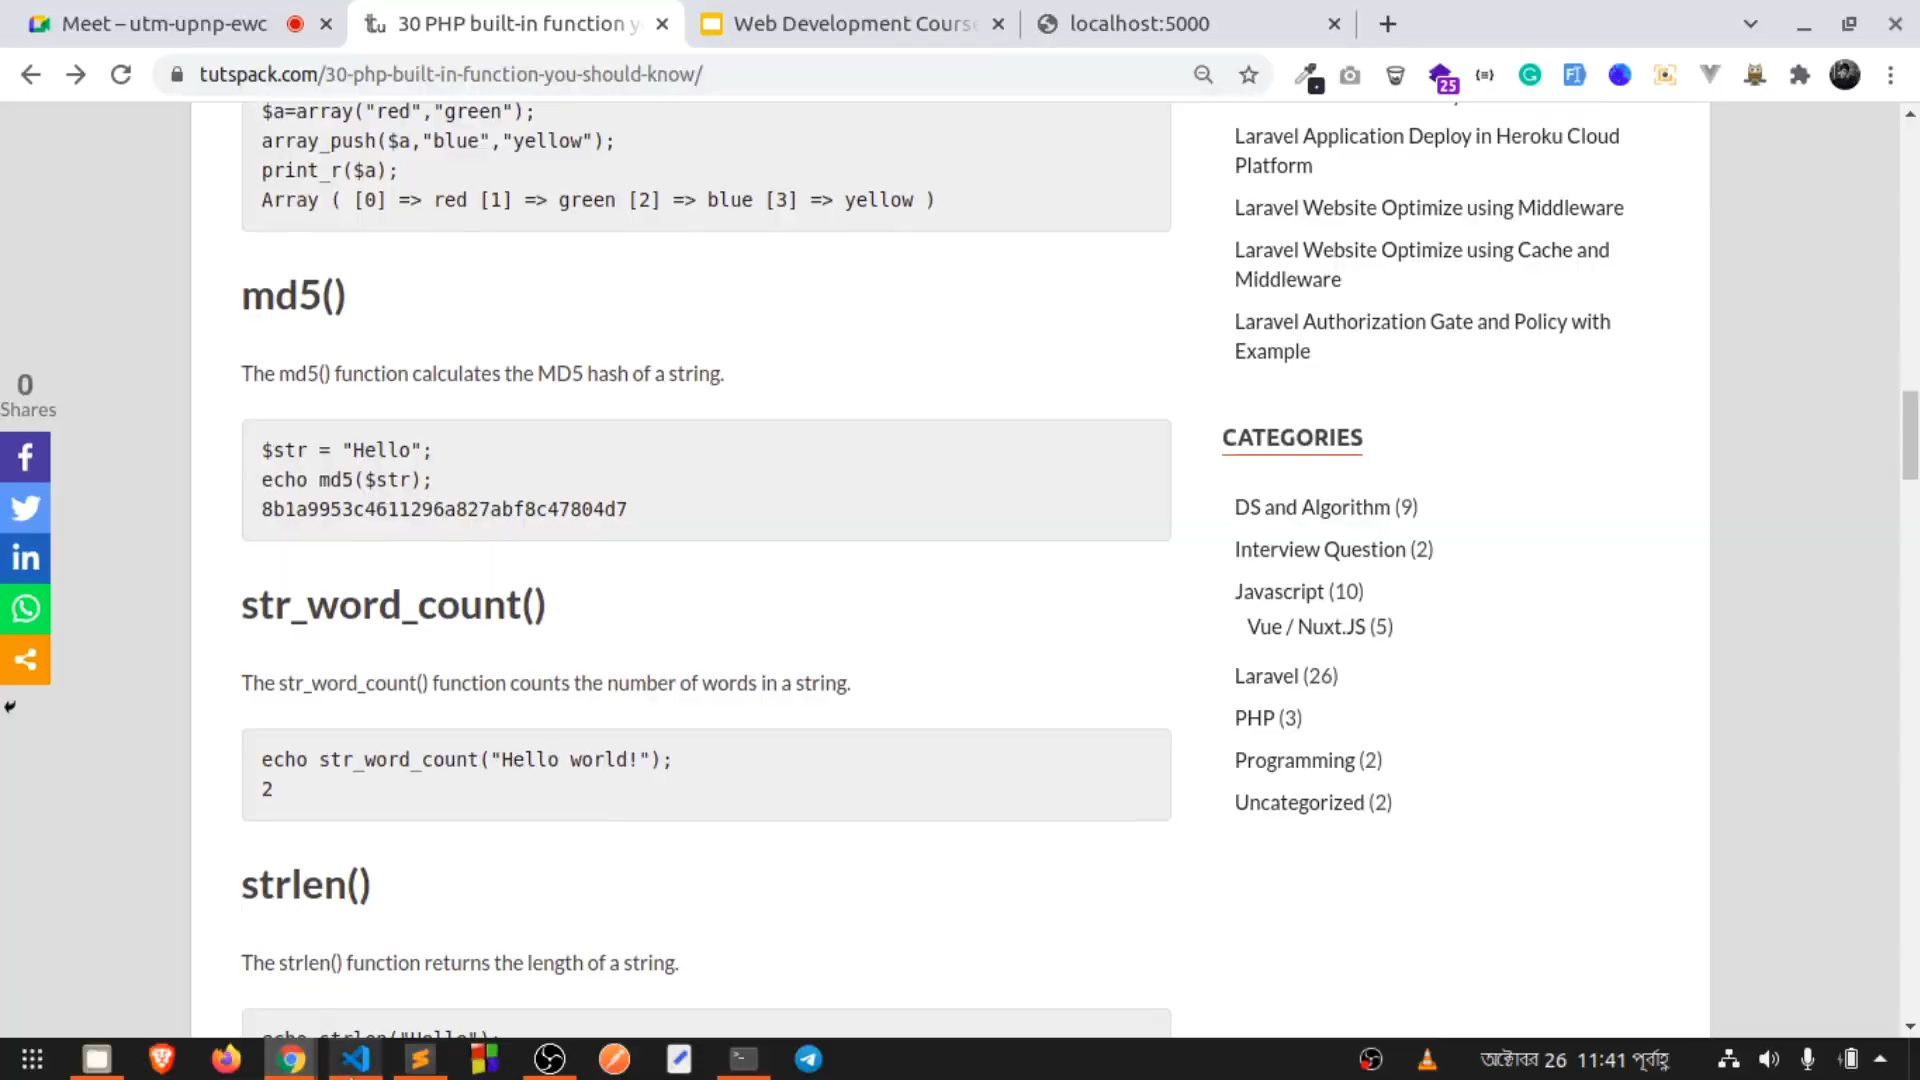 Meet – utm-upnp-ewc
30 PHP built-in function y
Web Development Course
localhost:5000
tutspack.com/30-php-built-in-function-you-should-know/
25
$a=array("red","green");
array_push($a,"blue","yellow");
print_r($a);
Array ( [0] => red [1] => green [2] => blue [3] => yellow )
md5()
The md5() function calculates the MD5 hash of a string.
$str = "Hello";
echo md5($str);
8b1a9953c4611296a827abf8c47804d7
str_word_count()
The str_word_count() function counts the number of words in a string.
echo str_word_count("Hello world!");
2
strlen()
The strlen() function returns the length of a string.
echo strlen("Hello");
0
Shares
Laravel Application Deploy in Heroku Cloud
Platform
Laravel Website Optimize using Middleware
Laravel Website Optimize using Cache and
Middleware
Laravel Authorization Gate and Policy with
Example
CATEGORIES
DS and Algorithm (9)
Interview Question (2)
Javascript (10)
Vue / Nuxt.JS (5)
Laravel (26)
PHP (3)
Programming (2)
Uncategorized (2)
অক্টোবর 26 11:41 পূর্বাহ্ণ